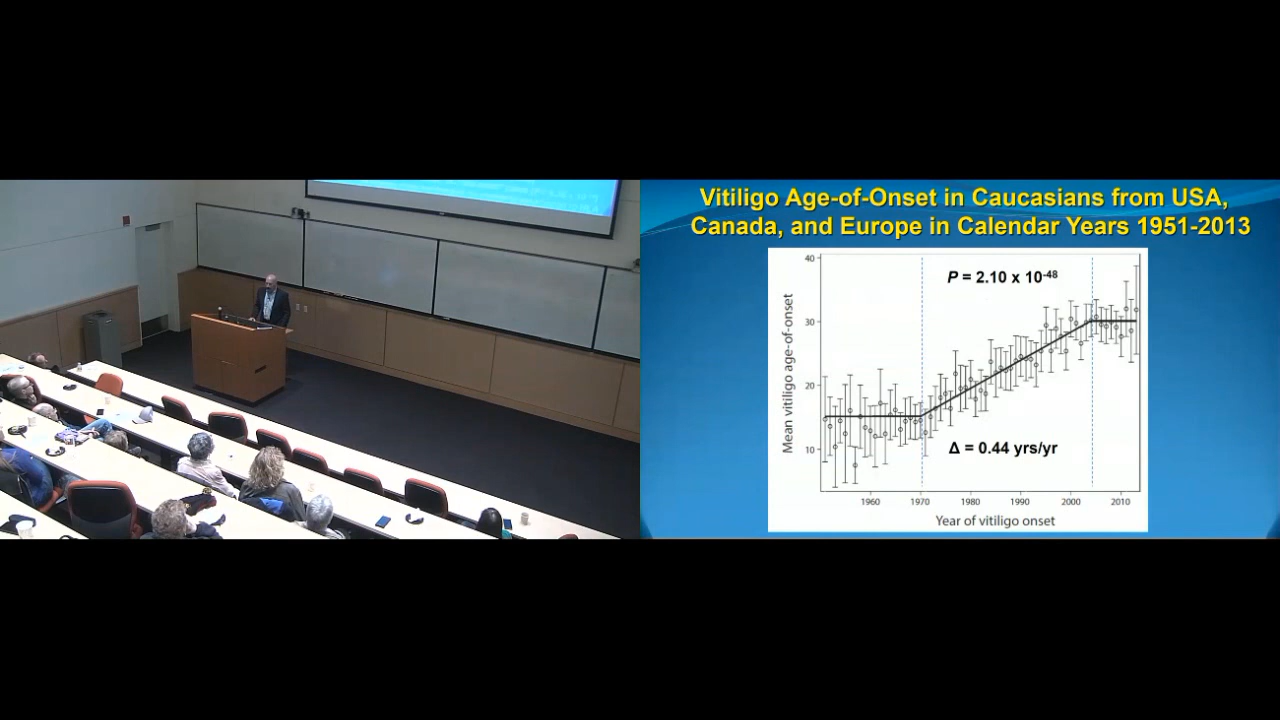 Vitiligo Age-of-Onset in Caucasians from USA,
Canada, and Europe in Calendar Years 1951-2013
P = 2.10 x 10-48
Mean vitiligo age-of-onset
40
30
20
10
Δ = 0.44 yrs/yr
1960 1970 1980 1990 2000 2010
Year of vitiligo onset